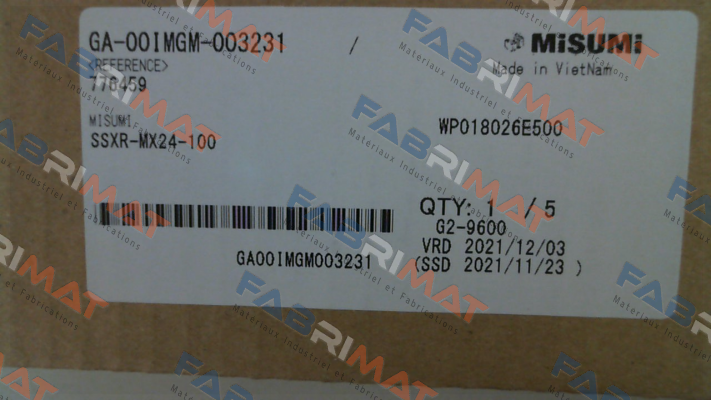 GA-00IMGM-003231 /
MiSUMi
Made in VietNam
<REFERENCE>
776459
MISUMI.
WP018026E500
SSXR-MX24-100
QTY: 1 /5
G2-9600
VRD 2021/12/03
GA00IMGM003231
(SSD 2021/11/23 )
FABRIMAT
Materiaux Industriel et Fabrications